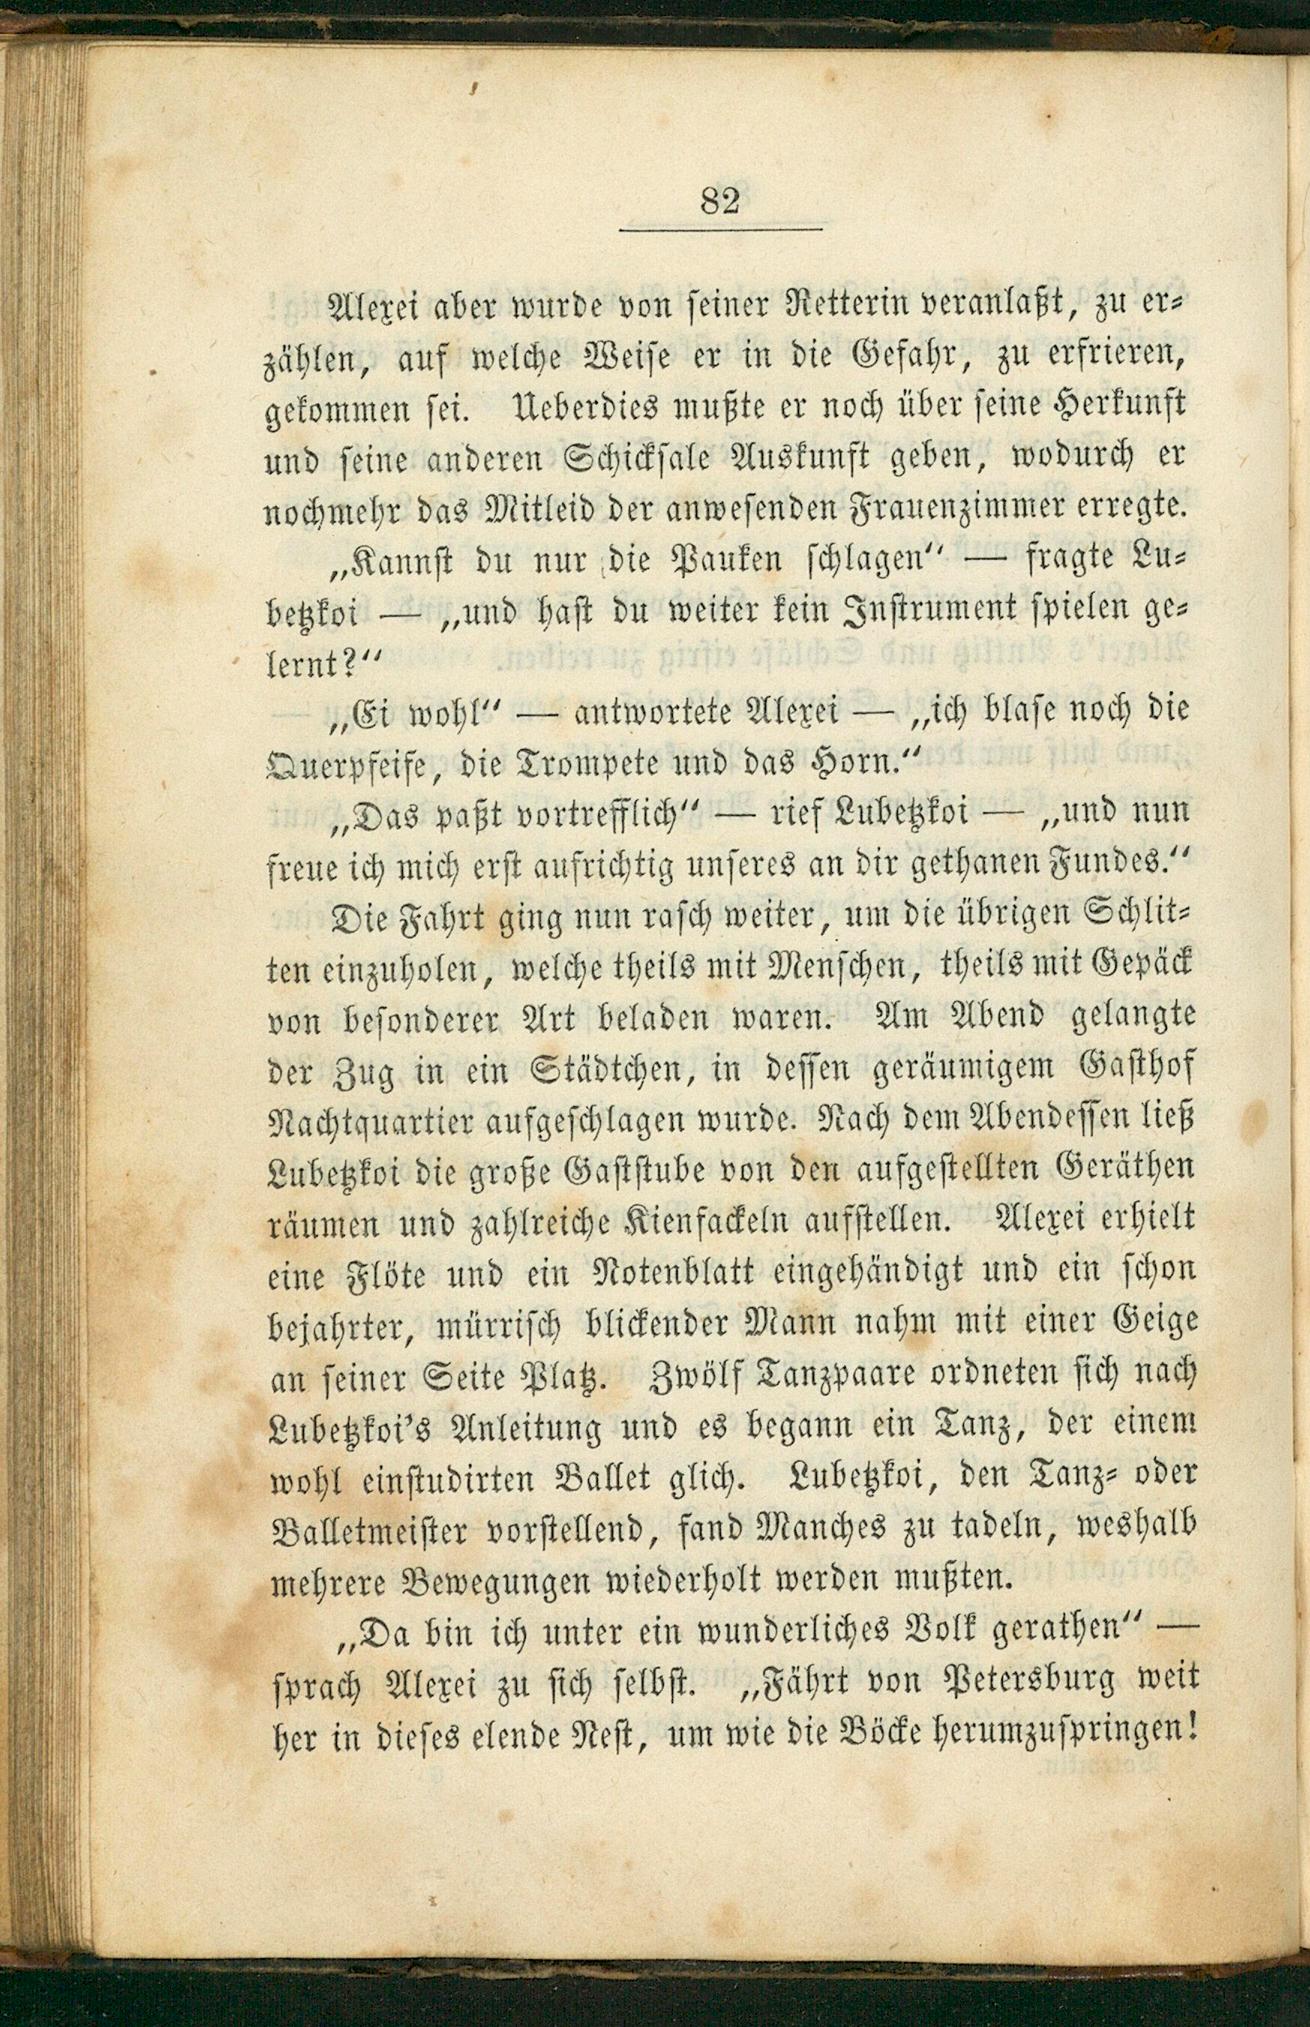 82
Alexei aber wurde von seiner Retterin veranlaßt, zu er-
zählen, auf welche Weise er in die Gefahr, zu erfrieren,
gekommen sei. Ueberdies mußte er noch über seine Herkunft
und seine anderen Schicksale Auskunft geben, wodurch er
nochmehr das Mitleid der anwesenden Frauenzimmer erregte.
„Kannst du nur die Pauken schlagen“ — fragte Lu-
betzkoi — „und hast du weiter kein Instrument spielen ge-
lernt?“
„Ei wohl“ — antwortete Alexei — „ich blase noch die
Querpfeife, die Trompete und das Horn.“
„Das paßt vortrefflich“ — rief Lubetzkoi — „und nun
freue ich mich erst aufrichtig unseres an dir gethanen Fundes.“
Die Fahrt ging nun rasch weiter, um die übrigen Schlit-
ten einzuholen, welche theils mit Menschen, theils mit Gepäck
von besonderer Art beladen waren. Am Abend gelangte
der Zug in ein Städtchen, in dessen geräumigem Gasthof
Nachtquartier aufgeschlagen wurde. Nach dem Abendessen ließ
Lubetzkoi die große Gaststube von den aufgestellten Geräthen
räumen und zahlreiche Kienfackeln aufstellen. Alexei erhielt
eine Flöte und ein Notenblatt eingehändigt und ein schon
bejahrter, mürrisch blickender Mann nahm mit einer Geige
an seiner Seite Platz. Zwölf Tanzpaare ordneten sich nach
Lubetzkoi's Anleitung und es begann ein Tanz, der einem
wohl einstudirten Ballet glich. Lubetzkoi, den Tanz- oder
Balletmeister vorstellend, fand Manches zu tadeln, weshalb
mehrere Bewegungen wiederholt werden mußten.
„Da bin ich unter ein wunderliches Volk gerathen“ —
sprach Alexei zu sich selbst. „Fährt von Petersburg weit
her in dieses elende Nest, um wie die Böcke herumzuspringen!